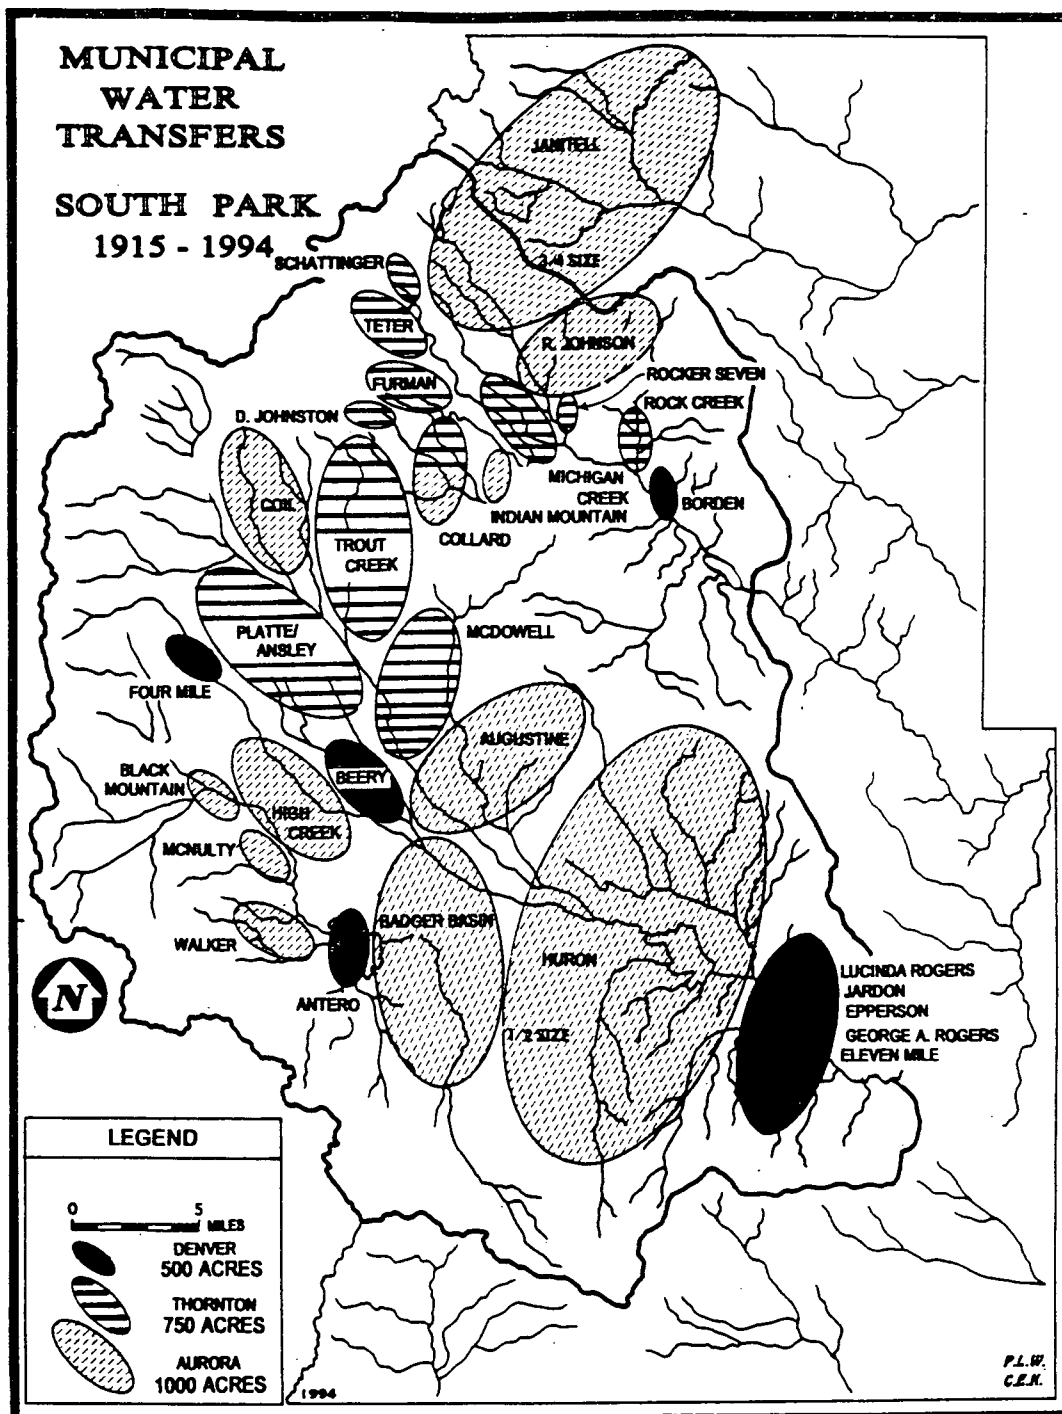 MUNICIPAL
WATER
TRANSFERS
SOUTH PARK
1915 - 1994
JANITELL
SCHATTINGER
3/4 SIZE
TETER
R. JOHNSON
ROCKER SEVEN
FURMAN
D. JOHNSTON
ROCK CREEK
COIL
MICHIGAN
CREEK
INDIAN MOUNTAIN
BORDEN
COLLARD
TROUT
CREEK
PLATTE/
ANSLEY
MCDOWELL
FOUR MILE
AUGUSTINE
BLACK
MOUNTAIN
BEERY
HIGH
CREEK
MCNULTY
BADGER BASIN
WALKER
HURON
ANTERO
LUCINDA ROGERS
JARDON
EPPERSON
GEORGE A. ROGERS
ELEVEN MILE
1/2 SIZE
N
LEGEND
0 5
MILES
DENVER
500 ACRES
THORNTON
750 ACRES
AURORA
1000 ACRES
1994
P.L.W.
C.E.K.